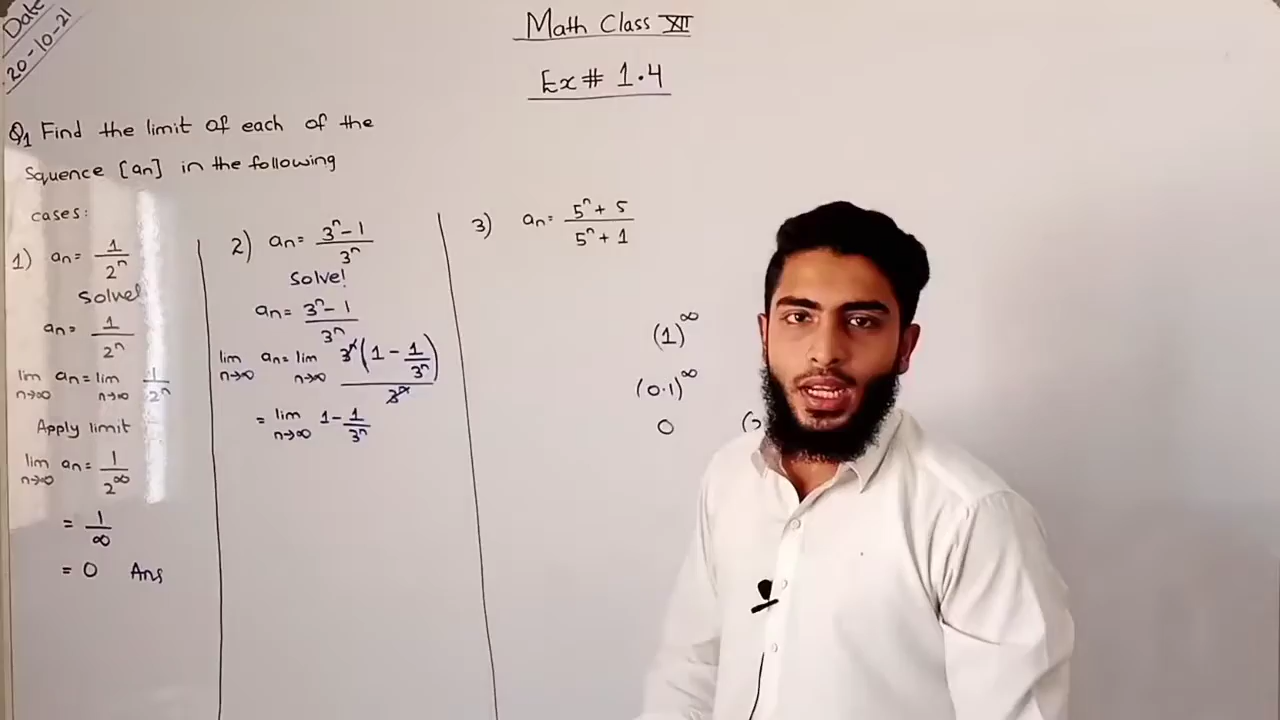 Date
20-10-21
Math Class XII
Ex# 1.4
Q1 Find the limit of each of the
Squence [an] in the following
cases:
1) an= 1/2^n
Solve!
an= 1/2^n
lim n→∞ an= lim n→∞ 1/2^n
Apply limit
lim n→∞ an= 1/2^∞
= 1/∞
= 0 Ans
2) an= (3^n-1)/3^n
Solve!
an= (3^n-1)/3^n
lim n→∞ an= lim n→∞ 3^n(1-1/3^n)/3^n
= lim n→∞ 1-1/3^n
3) an= (5^n+5)/(5^n+1)
(1)^∞
(0.1)^∞
0